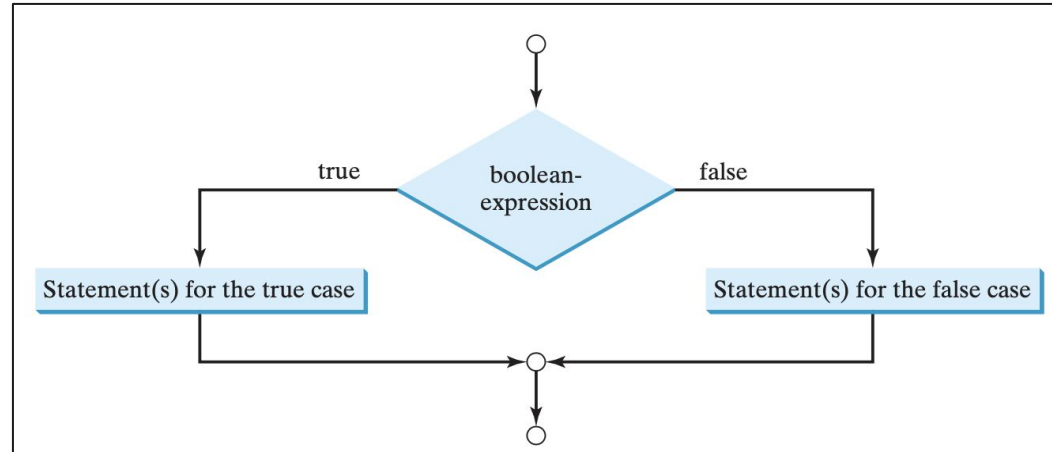 true
boolean-
expression
false
Statement(s) for the true case
Statement(s) for the false case